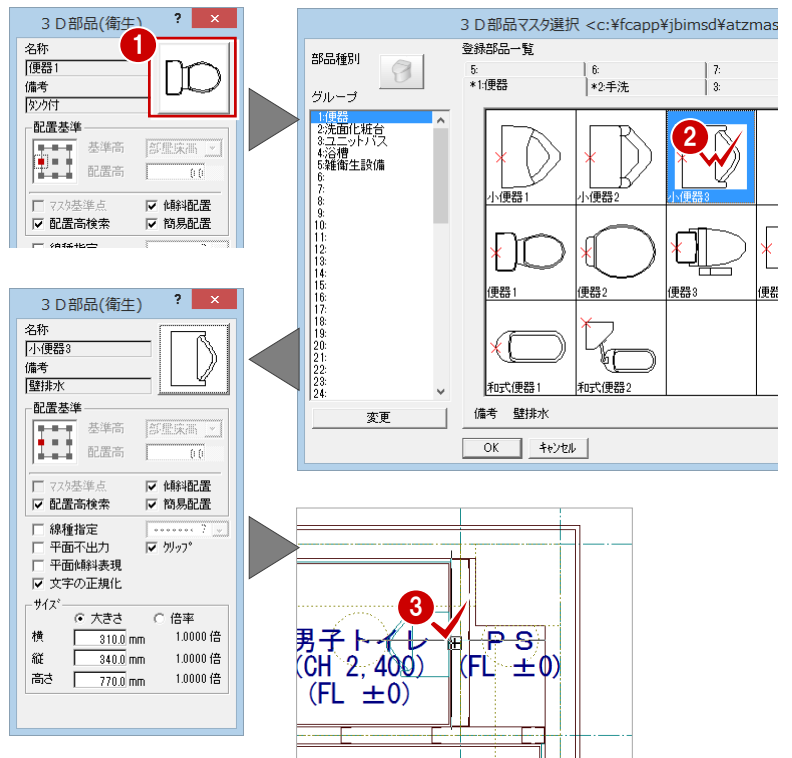 3D部品(衛生) ? ×
名称
1
便器1
備考
タンク付
配置基準
基準高 部屋床高
配置高 0.0
マスタ基準点 傾斜配置
配置高検索 簡易配置
3D部品マスタ選択 <c:¥fcapp¥jbimsd¥atzmas
部品種別
登録部品一覧
5: 6: 7:
*1:便器 *2:手洗 3:
グループ
1:便器
2:洗面化粧台
3:ユニットバス
4:浴槽
5:雑衛生設備
6:
7:
8:
9:
10:
11:
12:
13:
14:
15:
16:
17:
18:
19:
20:
21:
22:
23:
24:
変更
2
小便器1 小便器2 小便器3
便器1 便器2 便器3 便器
和式便器1 和式便器2
備考 壁排水
OK キャンセル
3D部品(衛生) ? ×
名称
小便器3
備考
壁排水
配置基準
基準高 部屋床高
配置高 0.0
マスタ基準点 傾斜配置
配置高検索 簡易配置
線種指定 ?
平面不出力 クリップ
平面傾斜表現
文字の正規化
サイズ
大きさ 倍率
横 310.0 mm 1.0000 倍
縦 340.0 mm 1.0000 倍
高さ 770.0 mm 1.0000 倍
3
男子トイレ
(CH 2,400)
(FL ±0)
PS
(FL ±0)